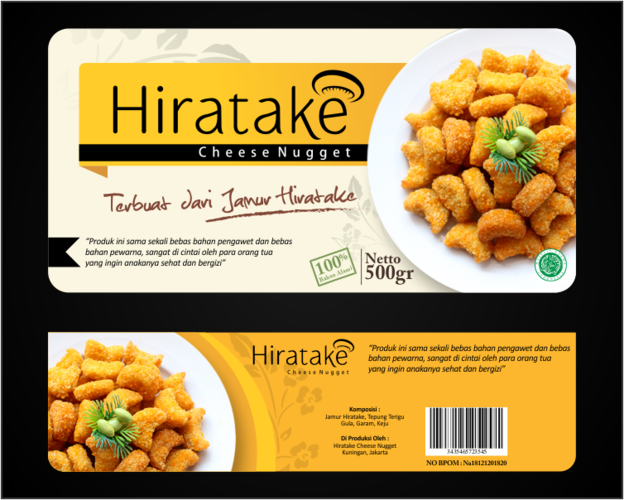 Hiratake
Cheese Nugget
Terbuat dari Jamur Hiratake
"Produk ini sama sekali bebas bahan pengawet dan bebas
bahan pewarna, sangat di cintai oleh para orang tua
yang ingin anakanya sehat dan bergizi"
100%
Bahan Alami
Netto
500gr
Hiratake
Cheese Nugget
"Produk ini sama sekali bebas bahan pengawet dan bebas
bahan pewarna, sangat di cintai oleh para orang tua
yang ingin anakanya sehat dan bergizi"
Komposisi :
Jamur Hiratake, Tepung Terigu
Gula, Garam, Keju
Di Produksi Oleh :
Hiratake Cheese Nugget
Kuningan, Jakarta
3435465723545
NO BPOM : Na18121201820